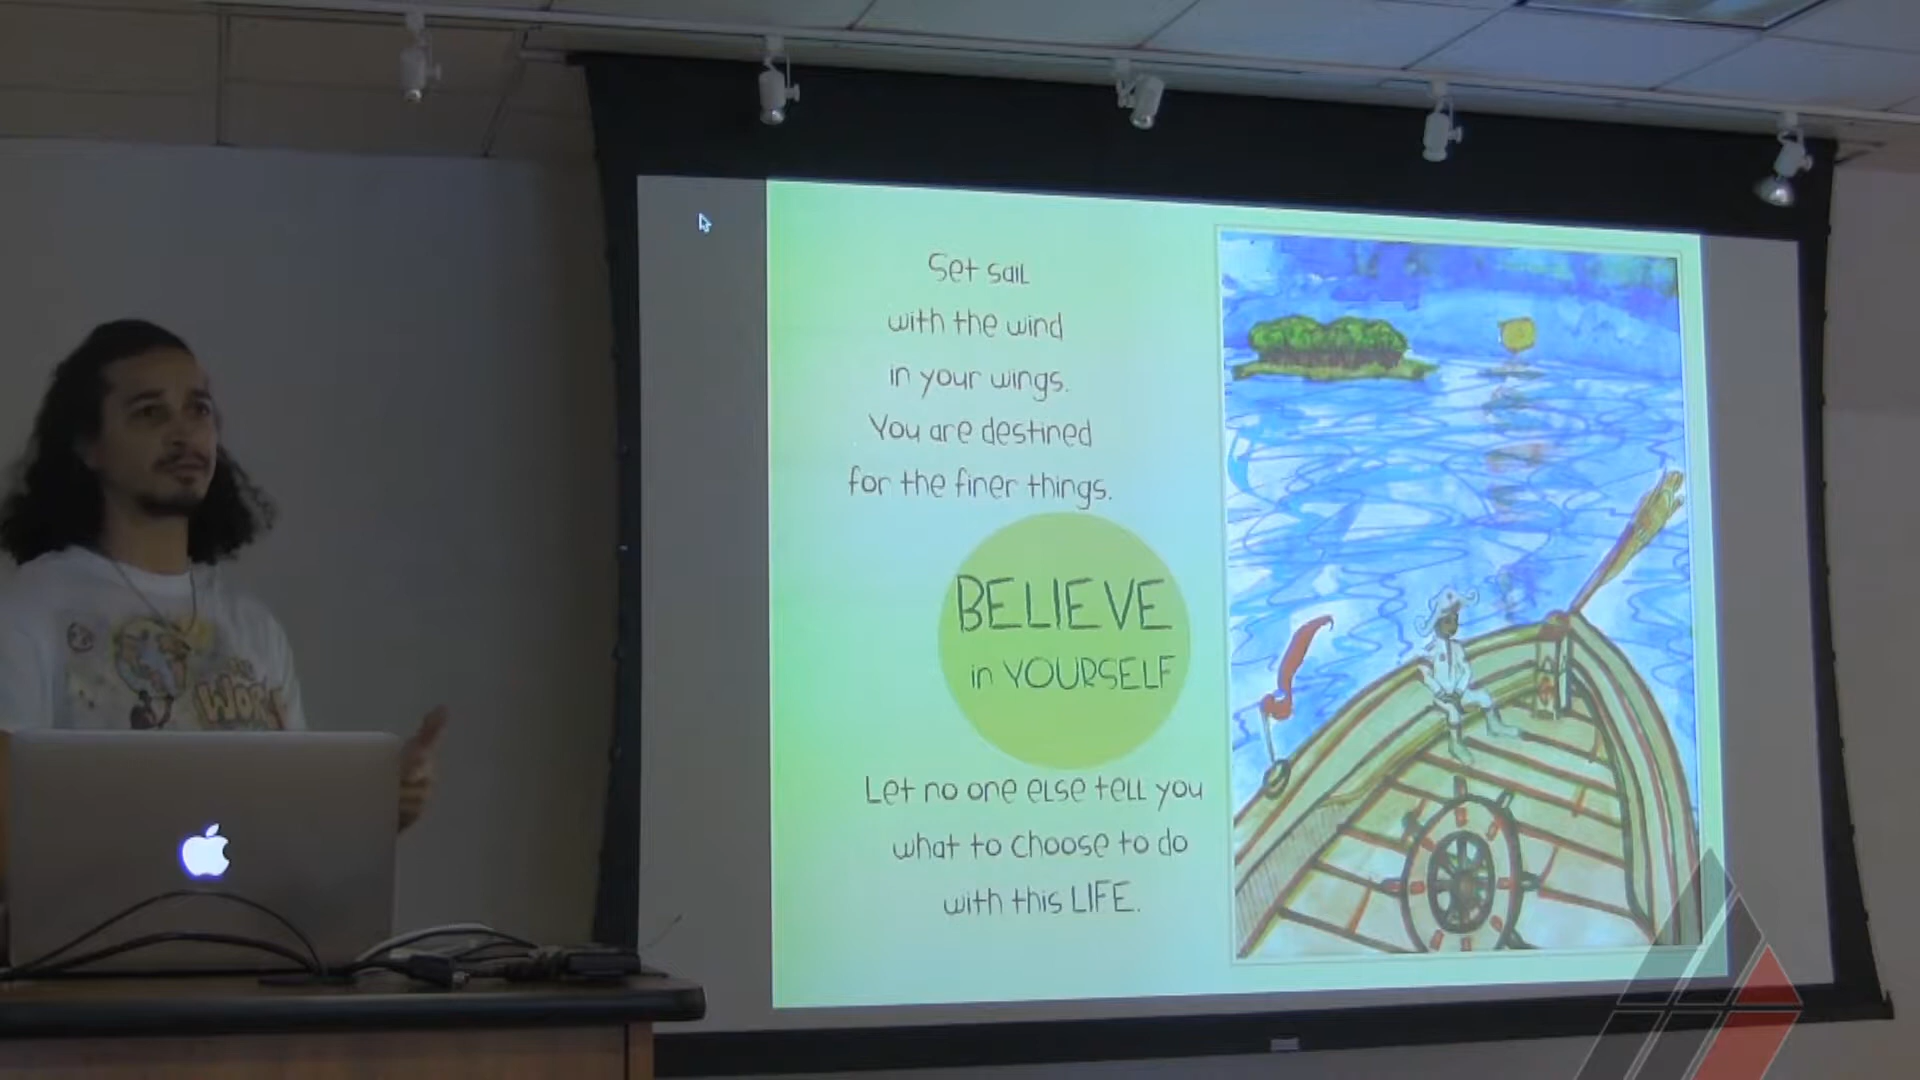 Set sail
with the wind
in your wings.
You are destined
for the finer things.
BELIEVE
in YOURSELF
Let no one else tell you
what to choose to do
with this LIFE.